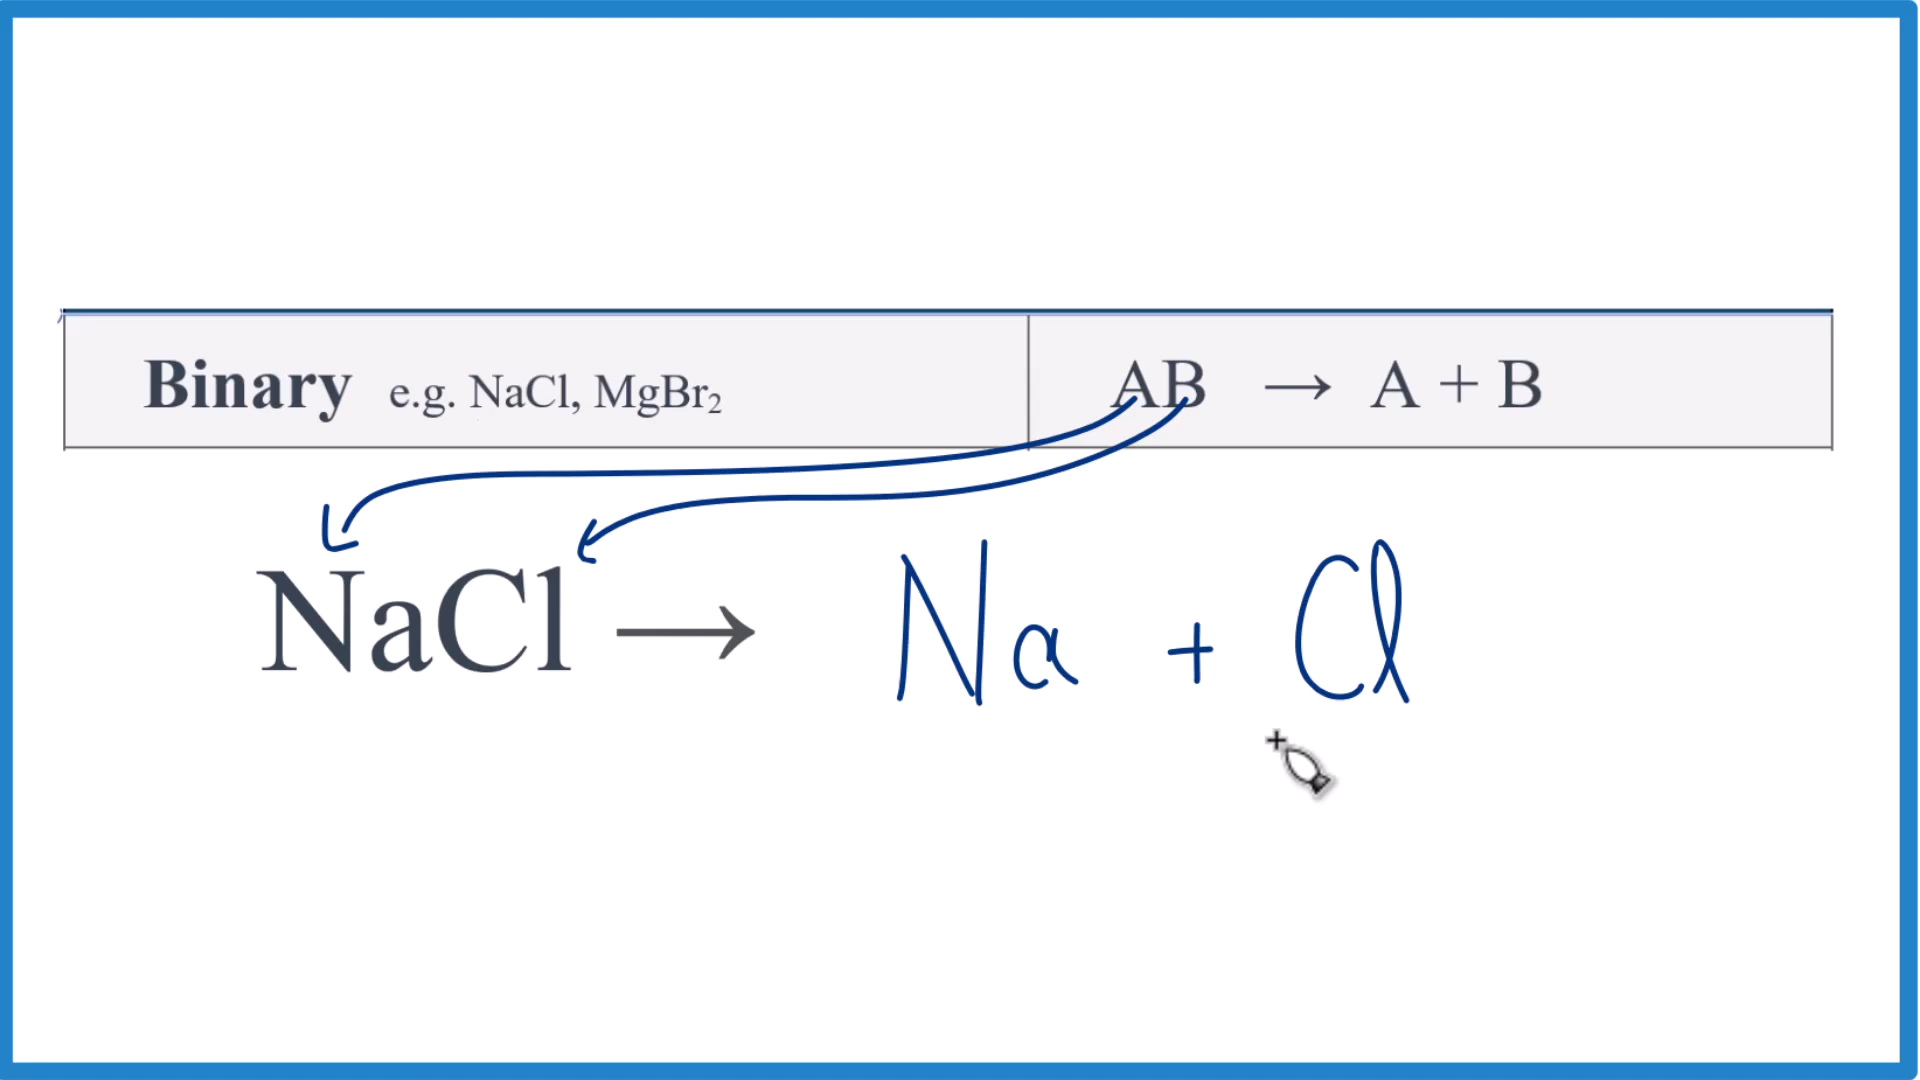 Binary e.g. NaCl, MgBr₂ AB → A + B
NaCl → Na + Cl